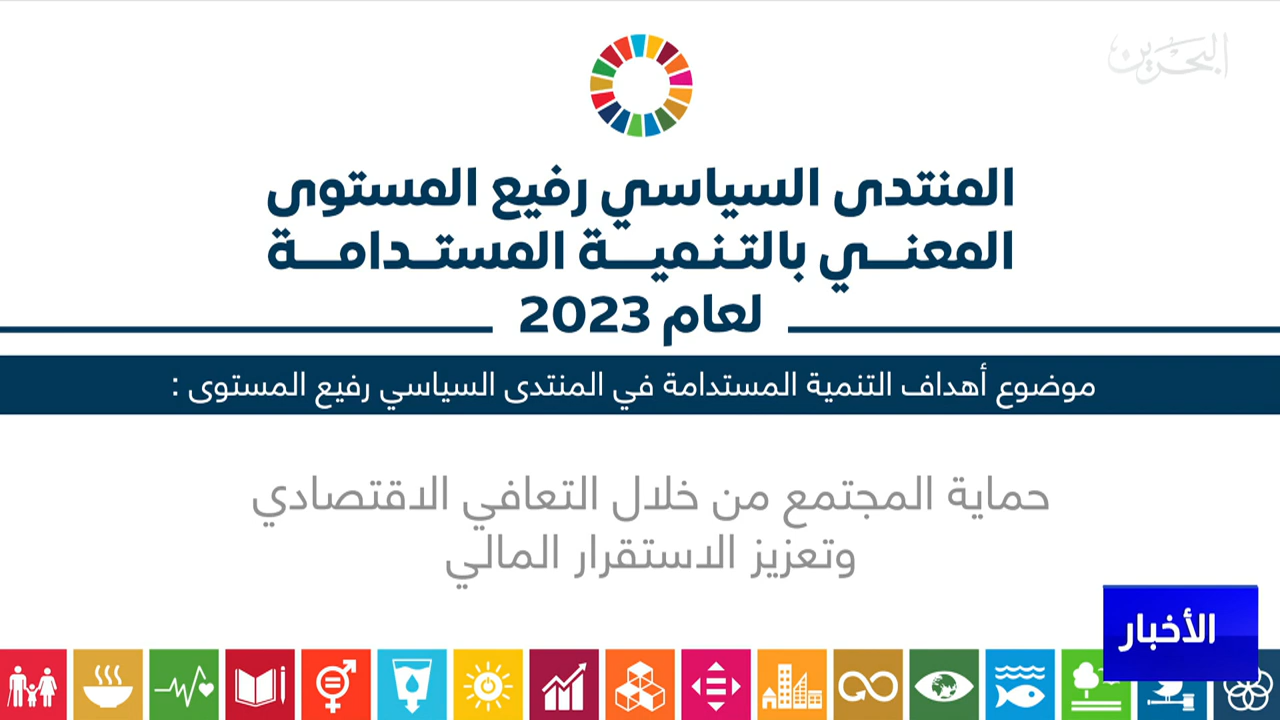 البحرين
المنتدى السياسي رفيع المستوى
المعني بالتنمية المستدامة
لعام 2023
موضوع أهداف التنمية المستدامة في المنتدى السياسي رفيع المستوى :
حماية المجتمع من خلال التعافي الاقتصادي
وتعزيز الاستقرار المالي
الأخبار